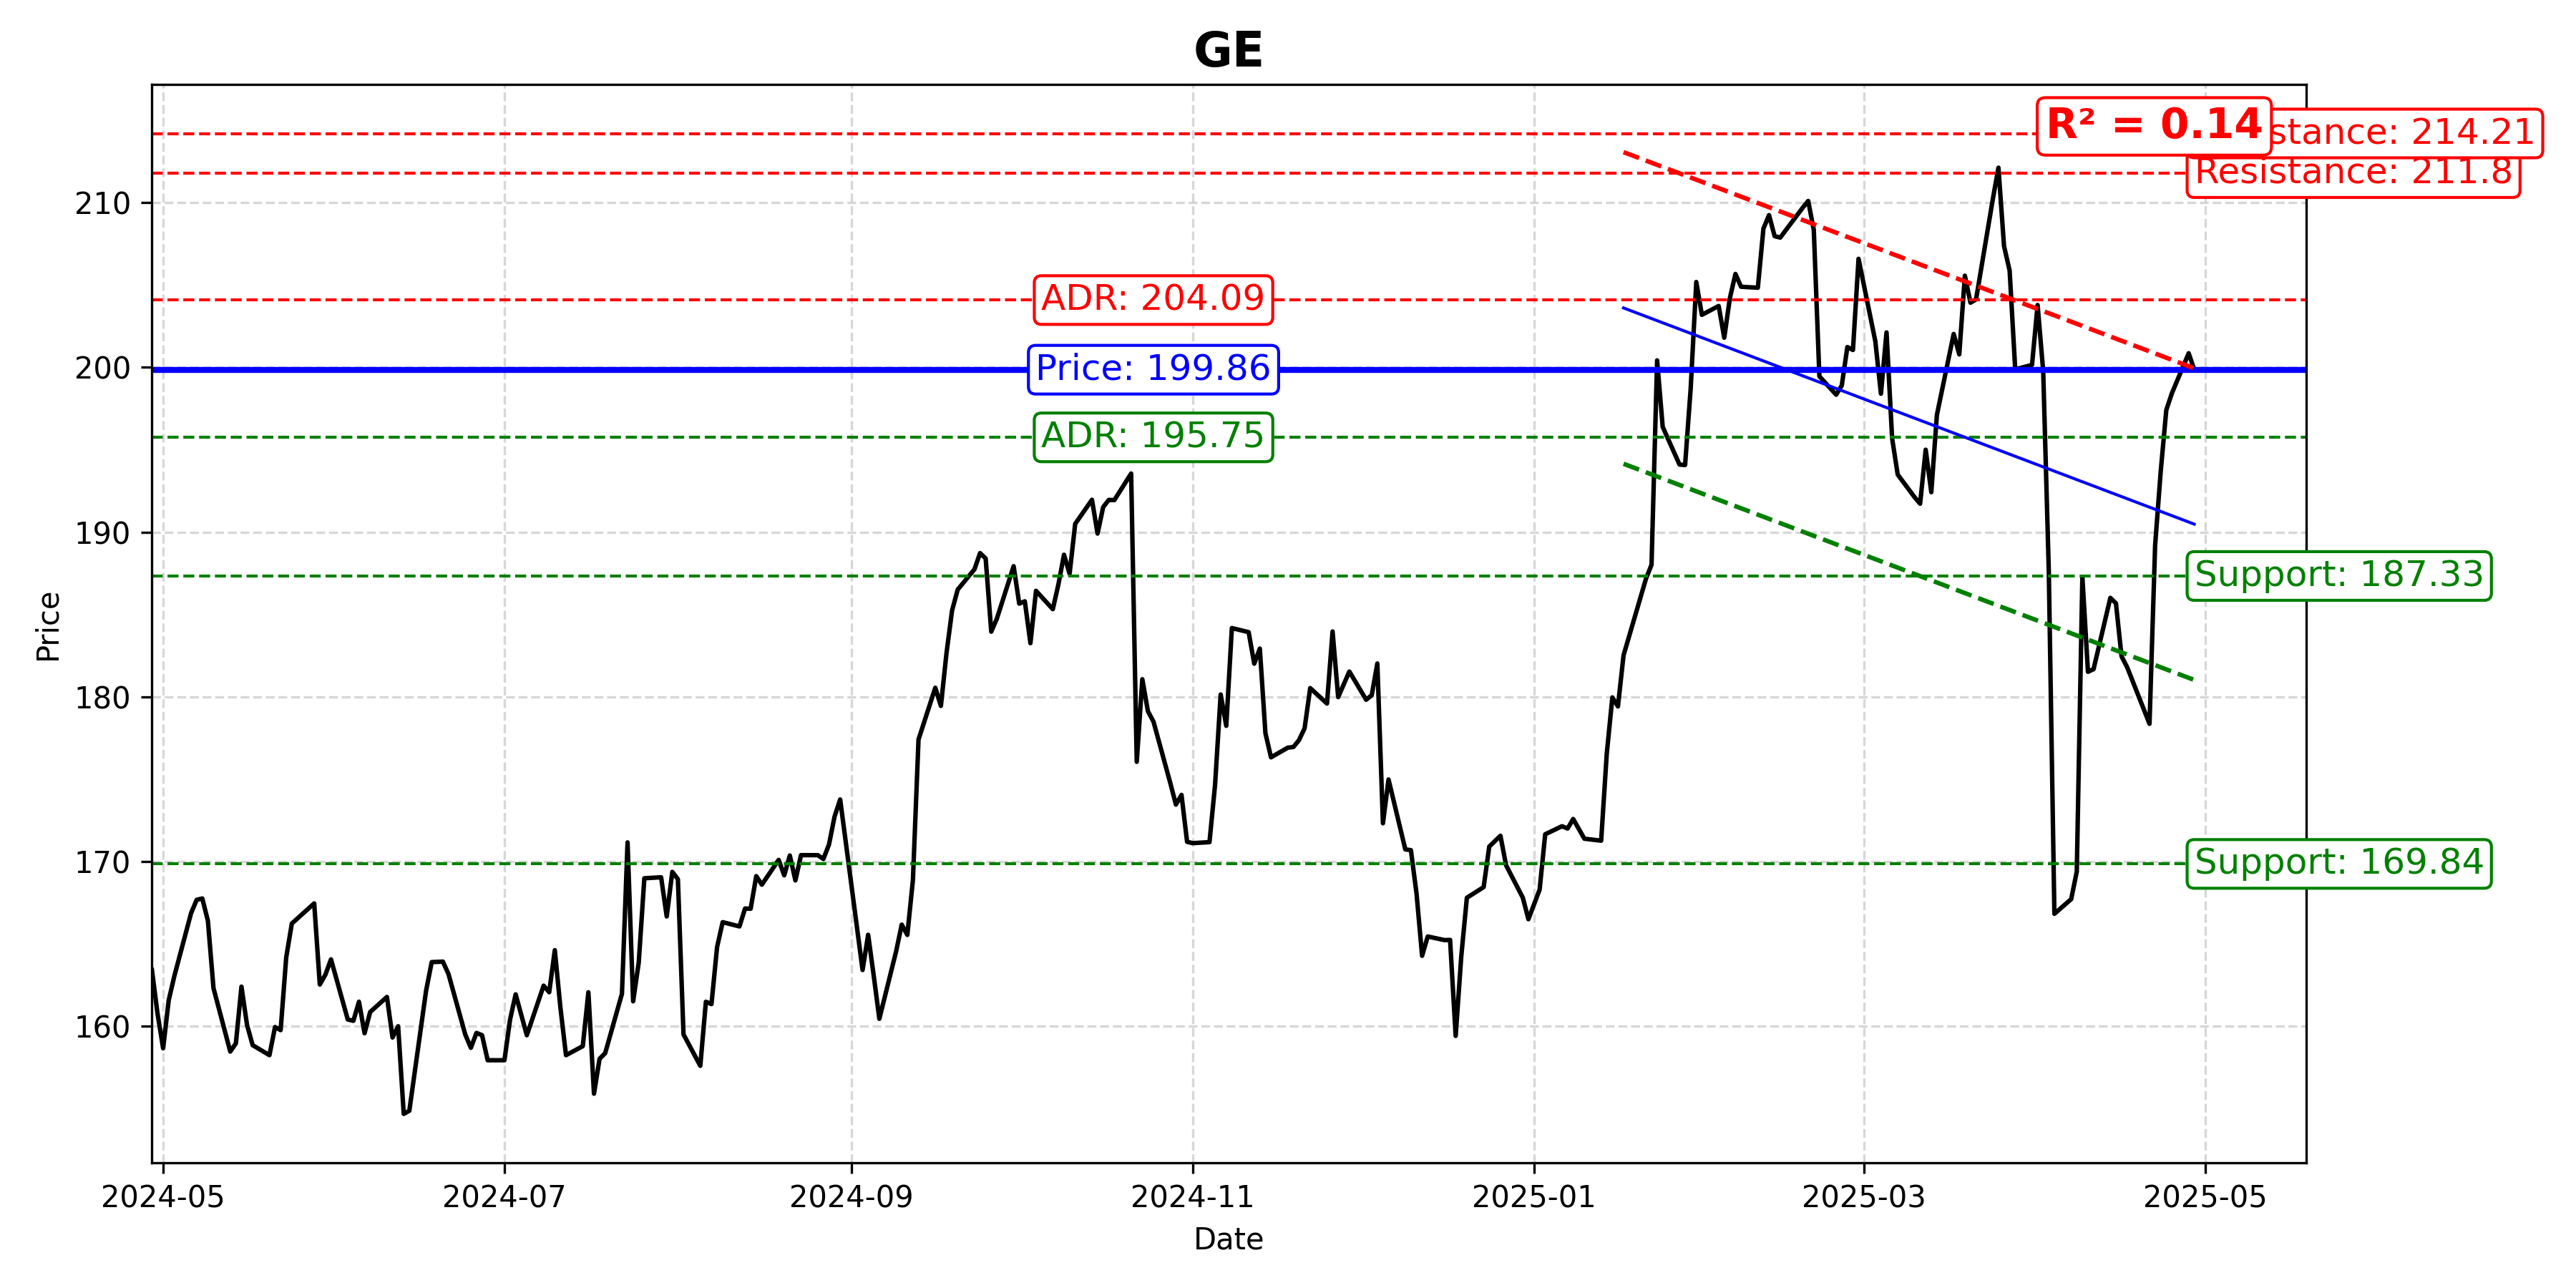 GE
R² = 0.14
stance: 214.21
Resistance: 211.8
210
ADR: 204.09
200
Price: 199.86
ADR: 195.75
190
Support: 187.33
Price
180
170
Support: 169.84
160
2024-05
2024-07
2024-09
2024-11
2025-01
2025-03
2025-05
Date